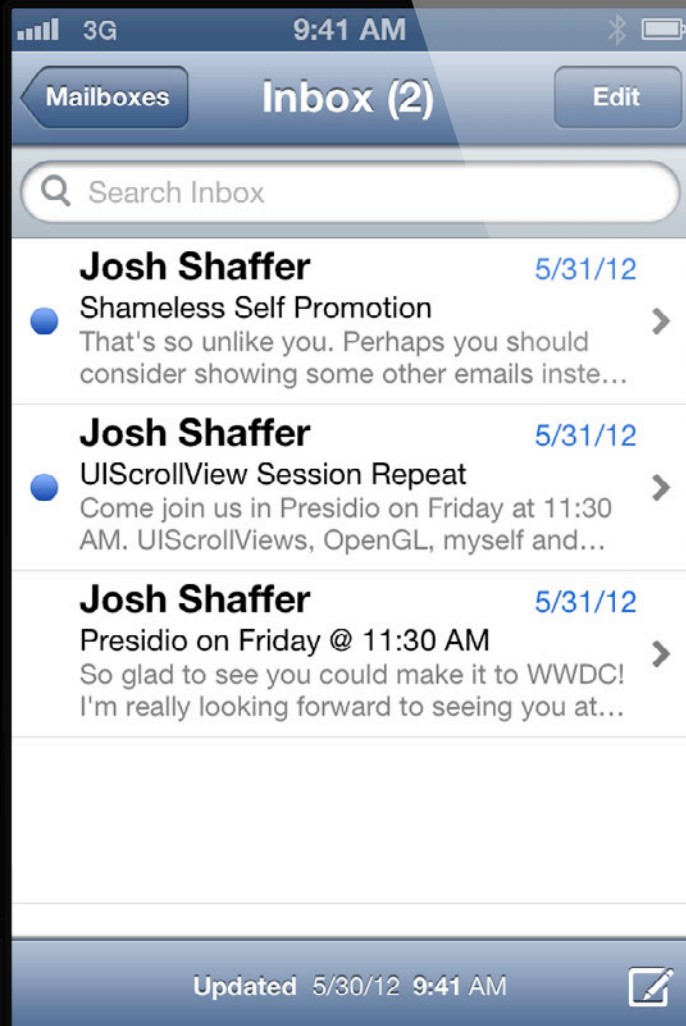 3G 9:41 AM
Mailboxes Inbox (2) Edit
Search Inbox
Josh Shaffer 5/31/12
Shameless Self Promotion
That's so unlike you. Perhaps you should
consider showing some other emails inste...
Josh Shaffer 5/31/12
UIScrollView Session Repeat
Come join us in Presidio on Friday at 11:30
AM. UIScrollViews, OpenGL, myself and...
Josh Shaffer 5/31/12
Presidio on Friday @ 11:30 AM
So glad to see you could make it to WWDC!
I'm really looking forward to seeing you at...
Updated 5/30/12 9:41 AM